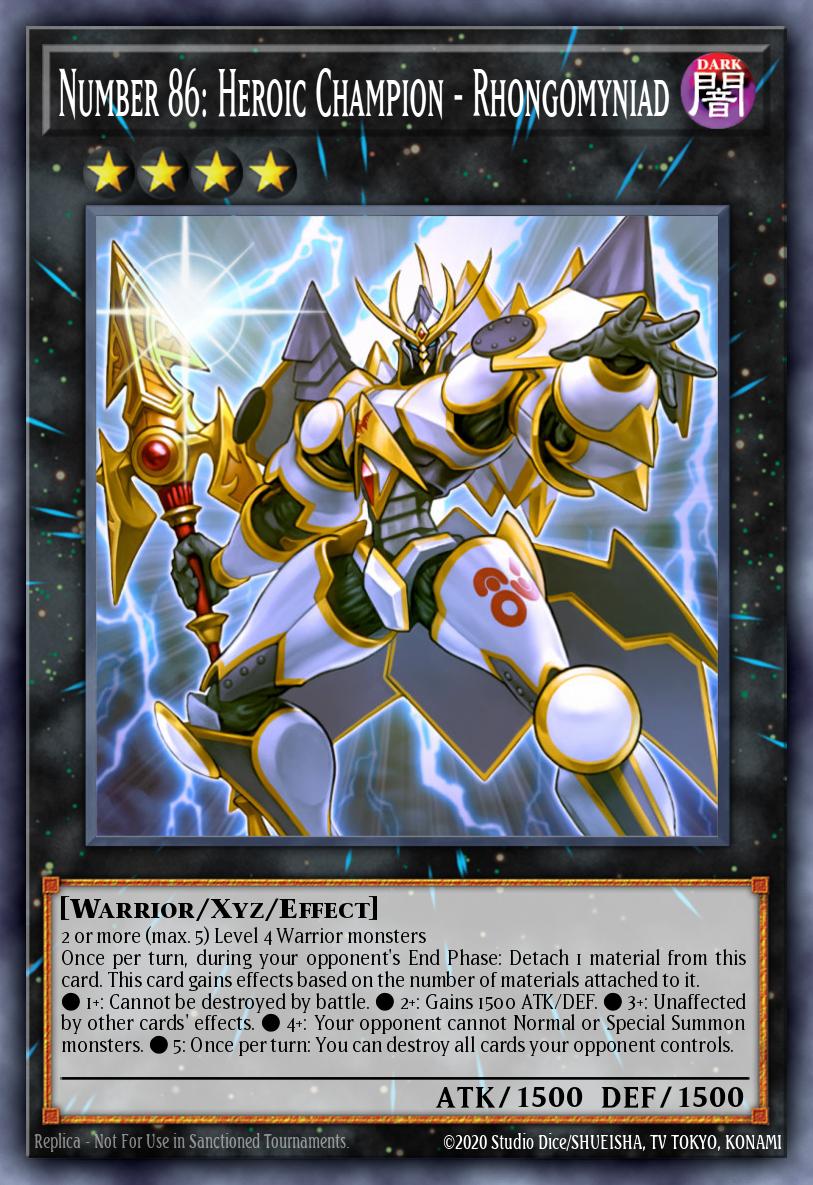 Number 86: Heroic Champion - Rhongomyniad
DARK
闇
[Warrior/Xyz/Effect]
2 or more (max. 5) Level 4 Warrior monsters
Once per turn, during your opponent's End Phase: Detach 1 material from this
card. This card gains effects based on the number of materials attached to it.
● 1+: Cannot be destroyed by battle. ● 2+: Gains 1500 ATK/DEF. ● 3+: Unaffected
by other cards' effects. ● 4+: Your opponent cannot Normal or Special Summon
monsters. ● 5: Once per turn: You can destroy all cards your opponent controls.
ATK/1500 DEF/1500
Replica - Not For Use in Sanctioned Tournaments.
©2020 Studio Dice/SHUEISHA, TV TOKYO, KONAMI